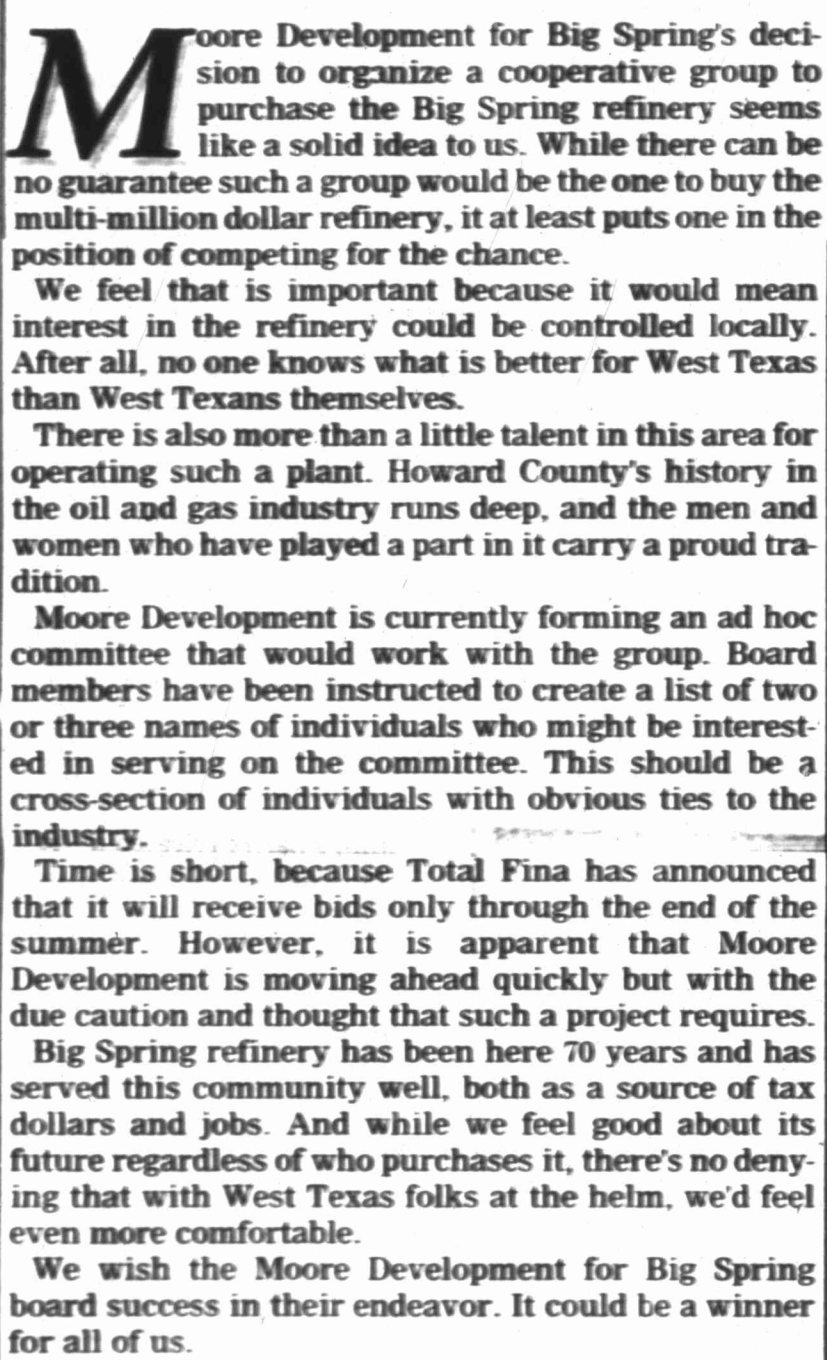 Moore Development for Big Spring's deci-
sion to organize a cooperative group to
purchase the Big Spring refinery seems
like a solid idea to us. While there can be
no guarantee such a group would be the one to buy the
multi-million dollar refinery, it at least puts one in the
position of competing for the chance.
We feel that is important because it would mean
interest in the refinery could be controlled locally.
After all, no one knows what is better for West Texas
than West Texans themselves.
There is also more than a little talent in this area for
operating such a plant. Howard County's history in
the oil and gas industry runs deep, and the men and
women who have played a part in it carry a proud tra-
dition.
Moore Development is currently forming an ad hoc
committee that would work with the group. Board
members have been instructed to create a list of two
or three names of individuals who might be interest-
ed in serving on the committee. This should be a
cross-section of individuals with obvious ties to the
industry.
Time is short, because Total Fina has announced
that it will receive bids only through the end of the
summer. However, it is apparent that Moore
Development is moving ahead quickly but with the
due caution and thought that such a project requires.
Big Spring refinery has been here 70 years and has
served this community well, both as a source of tax
dollars and jobs. And while we feel good about its
future regardless of who purchases it, there's no deny-
ing that with West Texas folks at the helm, we'd feel
even more comfortable.
We wish the Moore Development for Big Spring
board success in their endeavor. It could be a winner
for all of us.